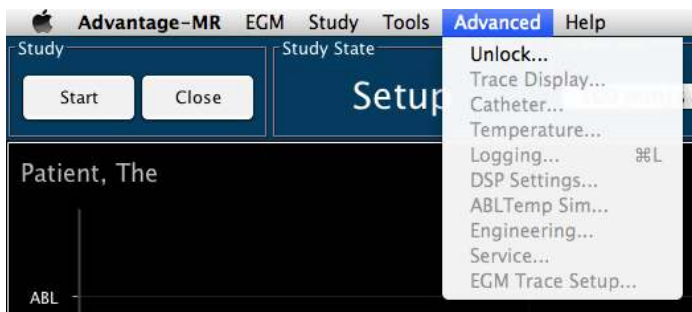 Advantage-MR EGM Study Tools Advanced Help
Study
Study State
Start Close
Setup
Unlock...
Trace Display...
Catheter...
Temperature...
Logging... ⌘L
DSP Settings...
ABLTemp Sim...
Engineering...
Service...
EGM Trace Setup...
Patient, The
ABL